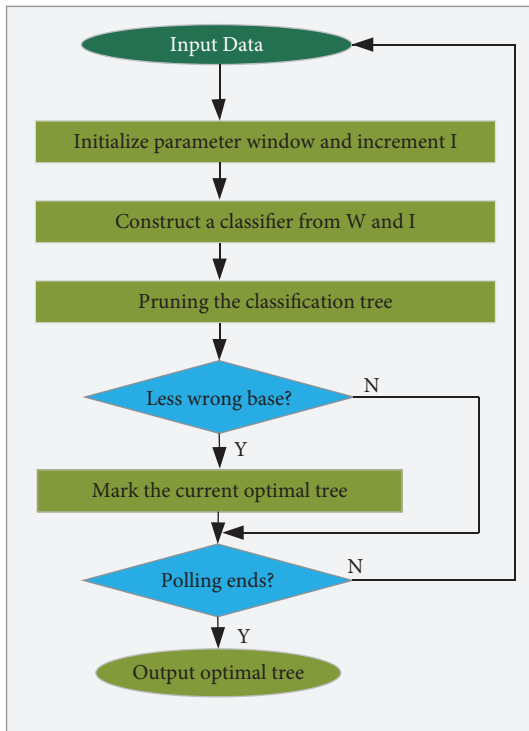 Input Data
Initialize parameter window and increment I
Construct a classifier from W and I
Pruning the classification tree
Less wrong base?
N
Y
Mark the current optimal tree
Polling ends?
N
Y
Output optimal tree